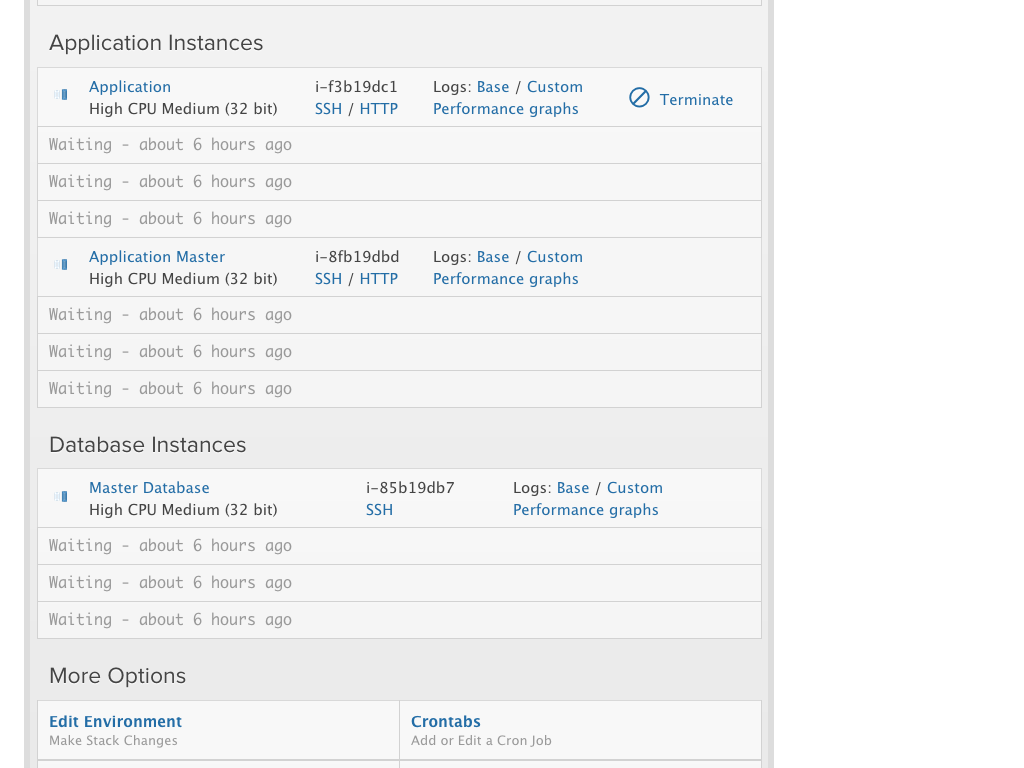 Application Instances
Application i-f3b19dc1 Logs: Base / Custom Terminate
High CPU Medium (32 bit) SSH / HTTP Performance graphs
Waiting - about 6 hours ago
Waiting - about 6 hours ago
Waiting - about 6 hours ago
Application Master i-8fb19dbd Logs: Base / Custom
High CPU Medium (32 bit) SSH / HTTP Performance graphs
Waiting - about 6 hours ago
Waiting - about 6 hours ago
Waiting - about 6 hours ago
Database Instances
Master Database i-85b19db7 Logs: Base / Custom
High CPU Medium (32 bit) SSH Performance graphs
Waiting - about 6 hours ago
Waiting - about 6 hours ago
Waiting - about 6 hours ago
More Options
Edit Environment Crontabs
Make Stack Changes Add or Edit a Cron Job